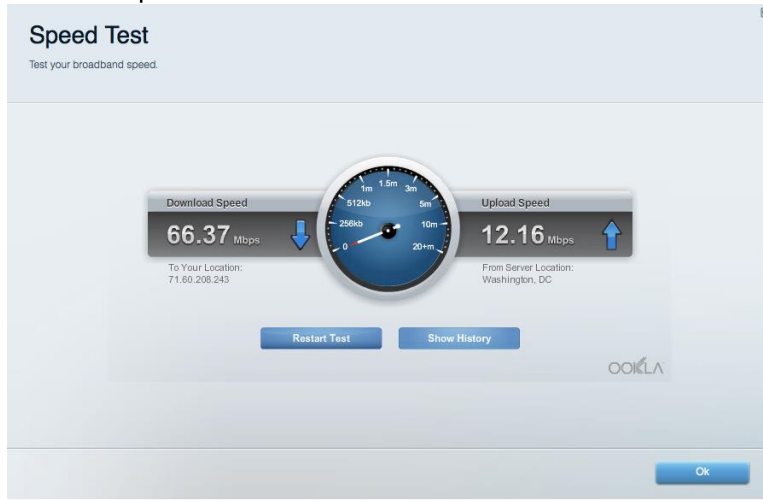 Speed Test
Test your broadband speed.
Download Speed
66.37 Mbps
To Your Location:
71.60.208.243
0
256kb
512kb
1m
1.5m
3m
5m
10m
20+m
Upload Speed
12.16 Mbps
From Server Location:
Washington, DC
Restart Test
Show History
OOKLA
Ok